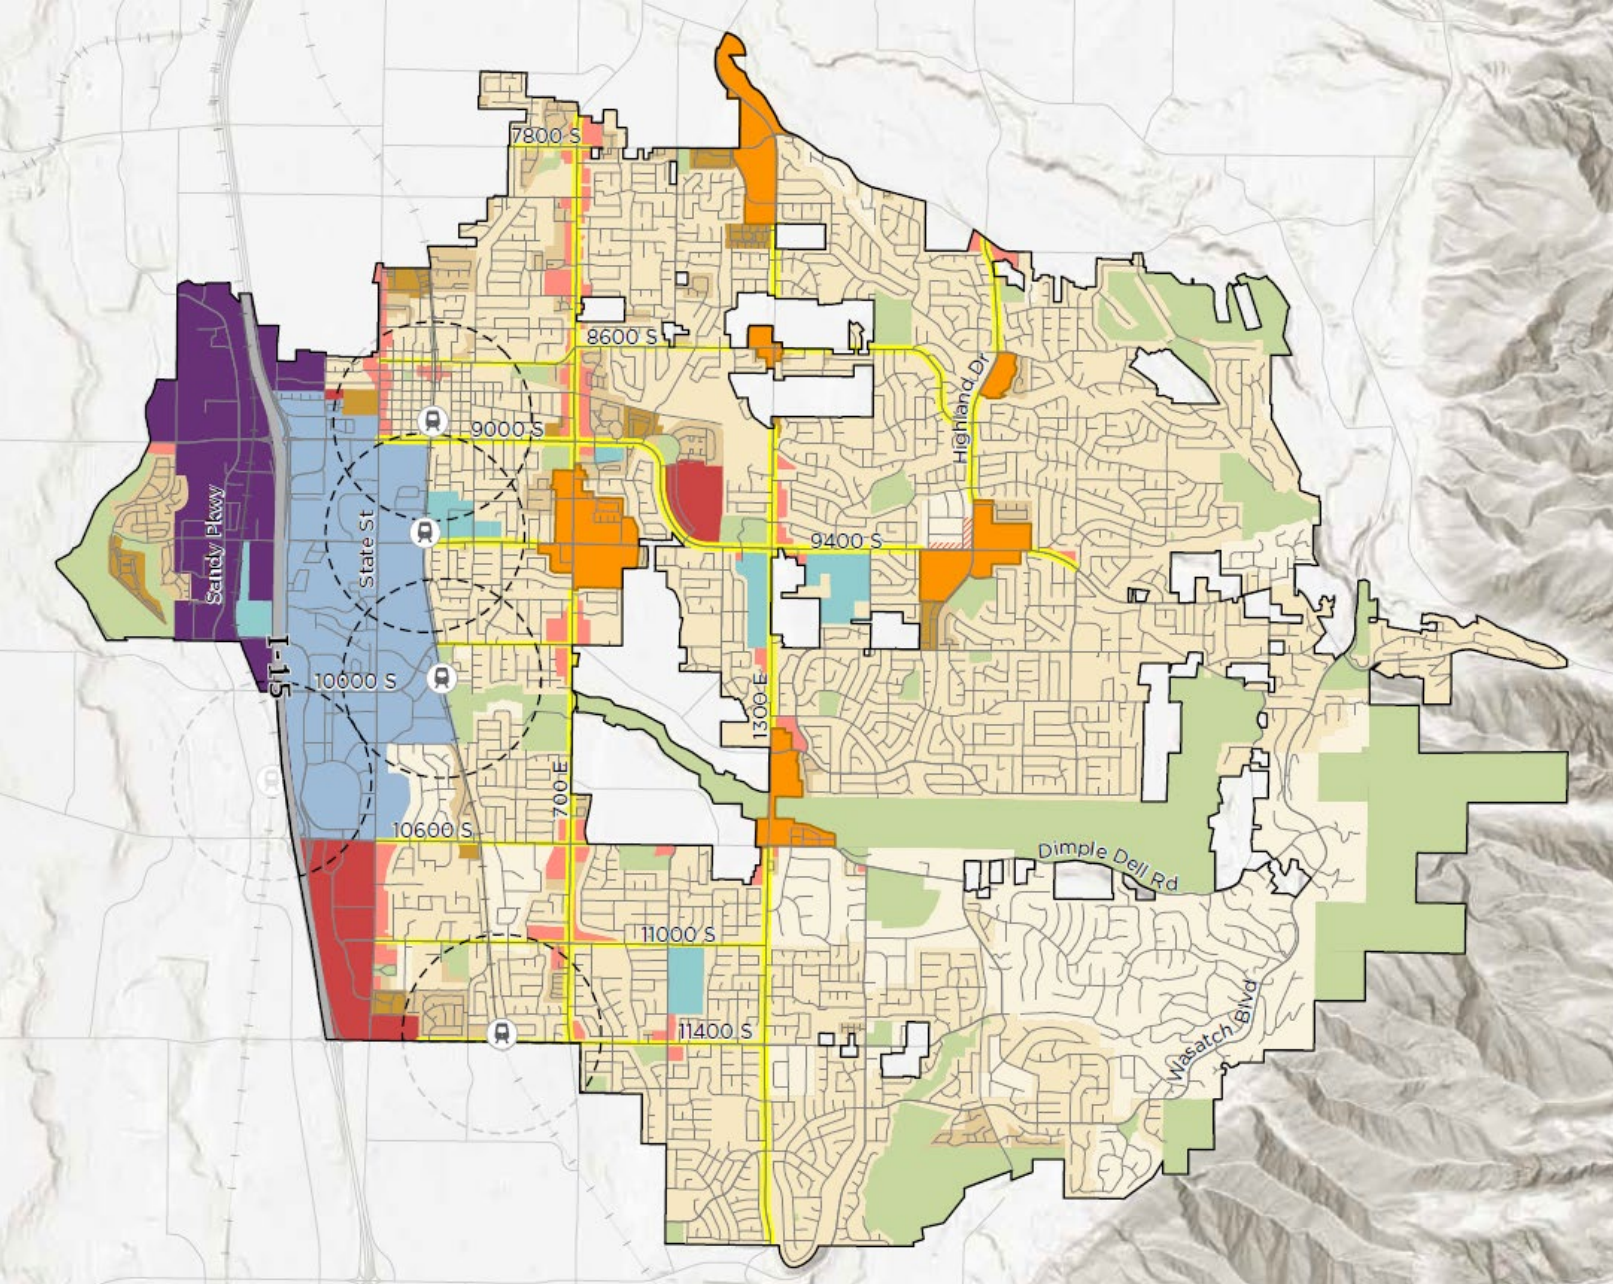 7800 S
8600 S
Highland Dr
9000 S
Sandy Pkwy
State St
9400 S
I-15
10000 S
1300 E
700 E
10600 S
Dimple Dell Rd
11000 S
Wasatch Blvd
11400 S